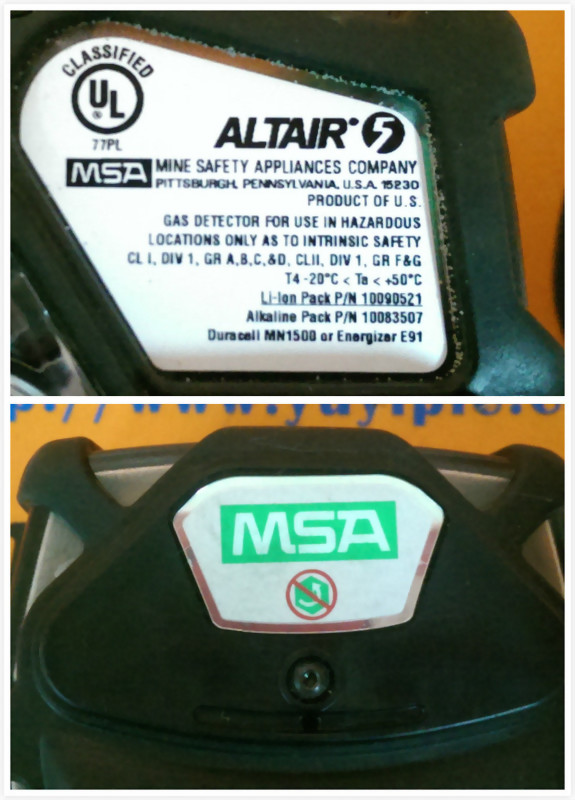 CLASSIFIED
UL
®
77PL
ALTAIR 5
MSA MINE SAFETY APPLIANCES COMPANY
PITTSBURGH, PENNSYLVANIA, U.S.A. 15230
PRODUCT OF U.S.
GAS DETECTOR FOR USE IN HAZARDOUS
LOCATIONS ONLY AS TO INTRINSIC SAFETY
CL I, DIV 1, GR A,B,C,&D, CLII, DIV 1, GR F&G
T4 -20°C < Ta < +50°C
Li-Ion Pack P/N 10090521
Alkaline Pack P/N 10083507
Duracell MN1500 or Energizer E91
MSA